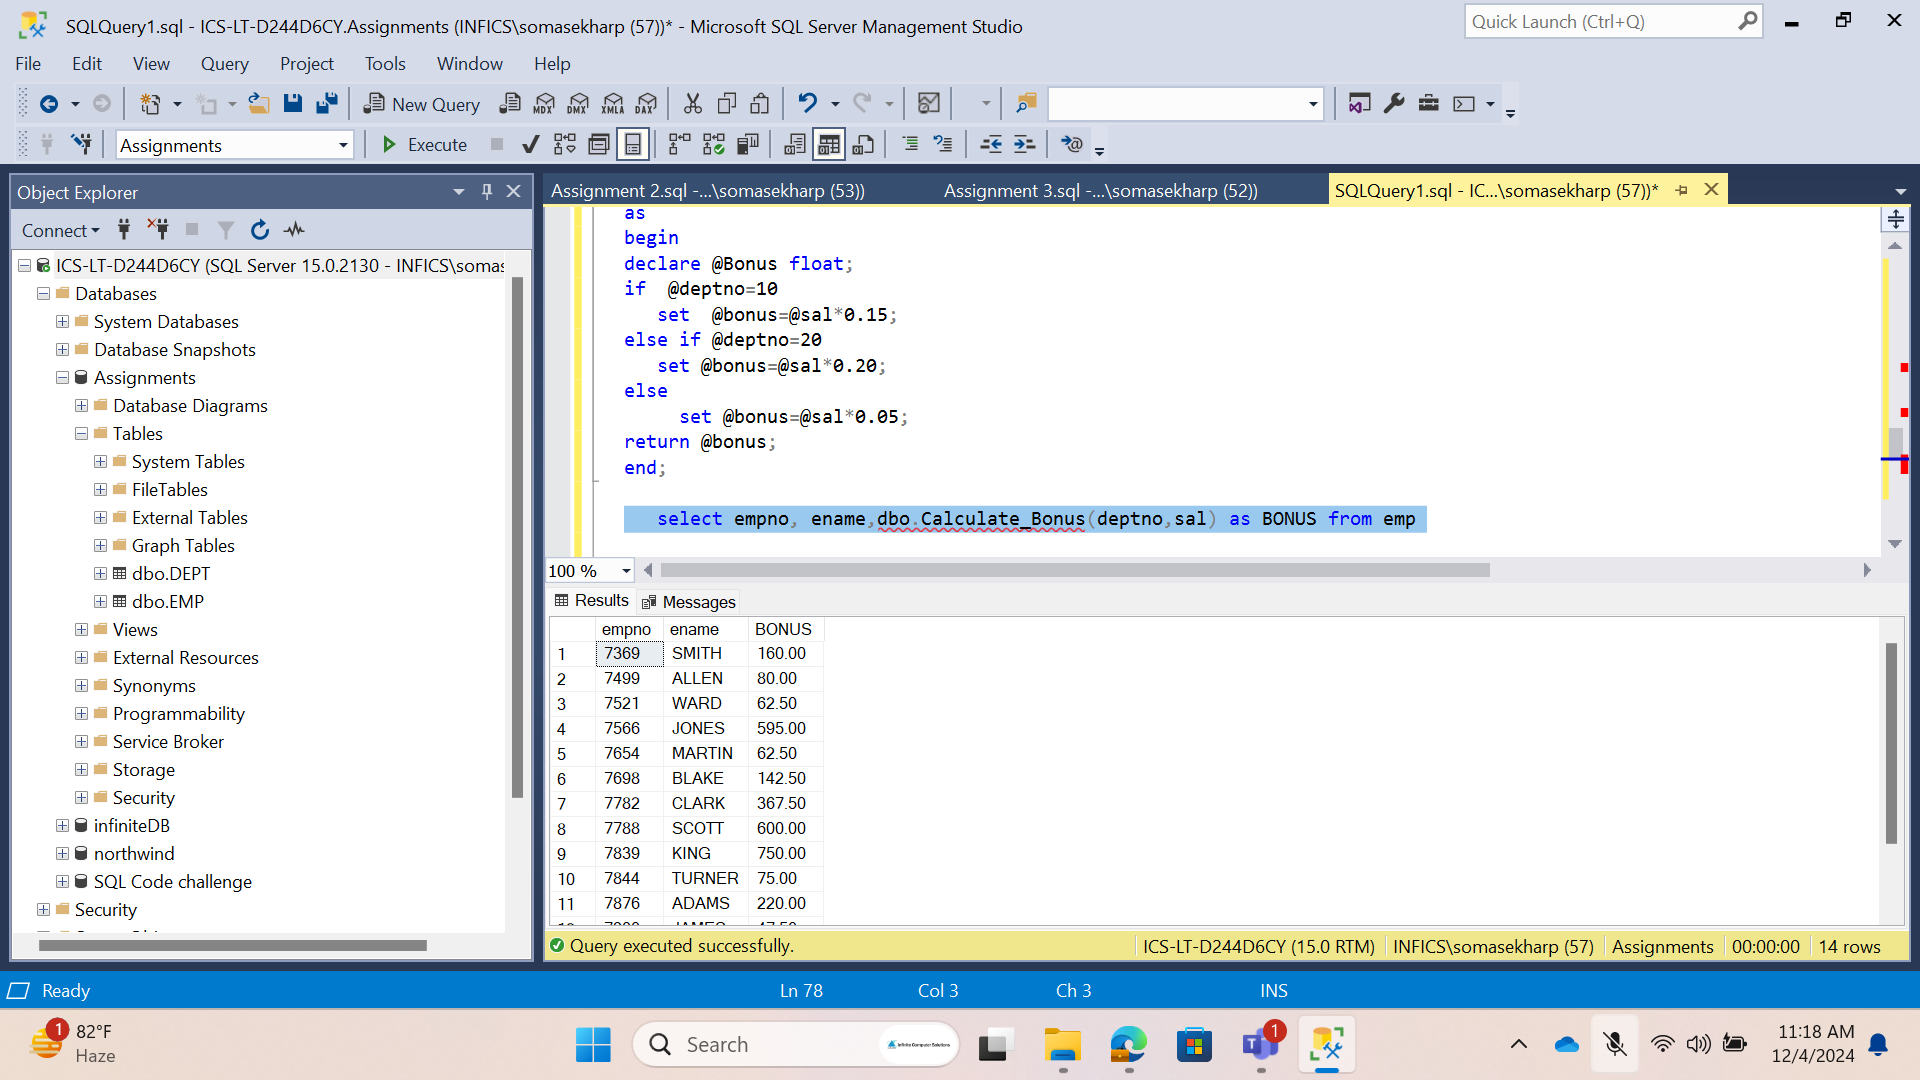 SQLQuery1.sql - ICS-LT-D244D6CY.Assignments (INFICS\somasekharp (57))* - Microsoft SQL Server Management Studio
Quick Launch (Ctrl+Q)
File Edit View Query Project Tools Window Help
New Query MDX DMX XMLA DAX
Assignments Execute
Object Explorer
Connect
ICS-LT-D244D6CY (SQL Server 15.0.2130 - INFICS\somas
Databases
System Databases
Database Snapshots
Assignments
Database Diagrams
Tables
System Tables
FileTables
External Tables
Graph Tables
dbo.DEPT
dbo.EMP
Views
External Resources
Synonyms
Programmability
Service Broker
Storage
Security
infiniteDB
northwind
SQL Code challenge
Security
Assignment 2.sql -...\somasekharp (53)) Assignment 3.sql -...\somasekharp (52)) SQLQuery1.sql - IC...\somasekharp (57))*
as
begin
declare @Bonus float;
if @deptno=10
set @bonus=@sal*0.15;
else if @deptno=20
set @bonus=@sal*0.20;
else
set @bonus=@sal*0.05;
return @bonus;
end;
select empno, ename,dbo.Calculate_Bonus(deptno,sal) as BONUS from emp
100 %
Results Messages
empno ename BONUS
1 7369 SMITH 160.00
2 7499 ALLEN 80.00
3 7521 WARD 62.50
4 7566 JONES 595.00
5 7654 MARTIN 62.50
6 7698 BLAKE 142.50
7 7782 CLARK 367.50
8 7788 SCOTT 600.00
9 7839 KING 750.00
10 7844 TURNER 75.00
11 7876 ADAMS 220.00
Query executed successfully. ICS-LT-D244D6CY (15.0 RTM) INFICS\somasekharp (57) Assignments 00:00:00 14 rows
Ready Ln 78 Col 3 Ch 3 INS
1 82°F
Haze
Search Infinite Computer Solutions
1
11:18 AM
12/4/2024